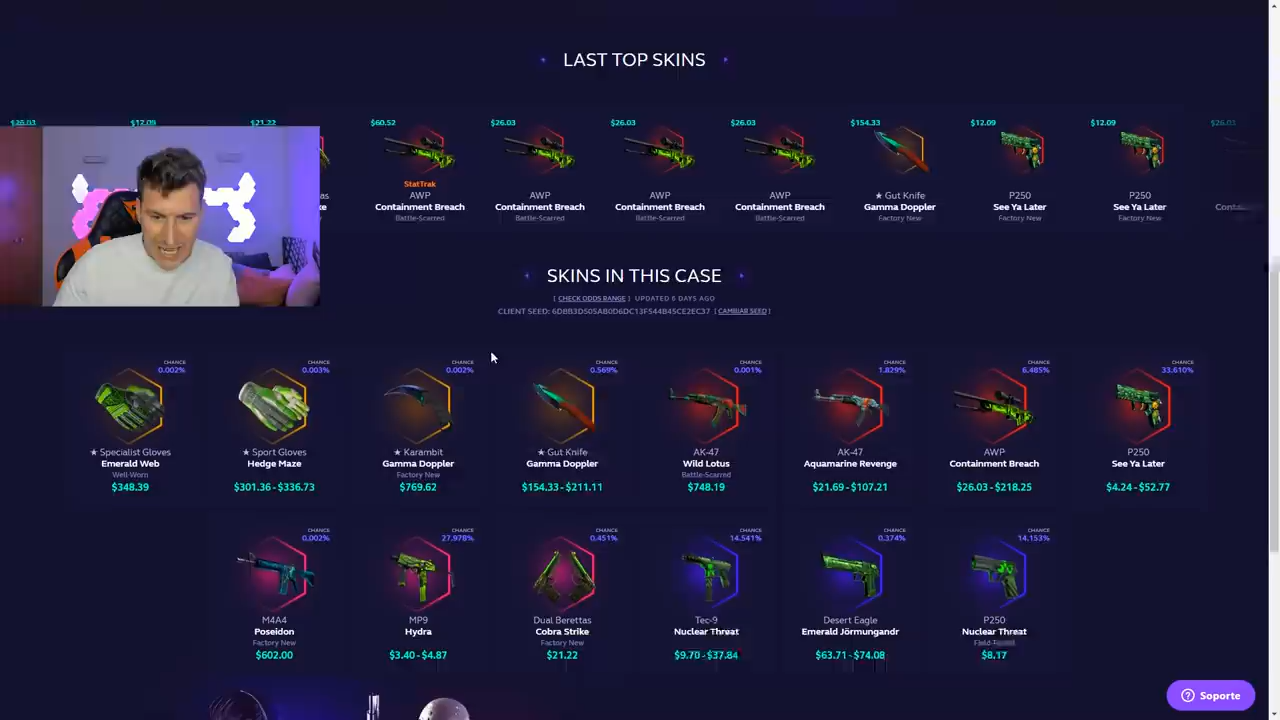 LAST TOP SKINS
$26.03
$12.09
$21.22
$60.52
$26.03
$26.03
$26.03
$154.33
$12.09
$12.09
$26.03
StatTrak
AWP
AWP
AWP
AWP
★ Gut Knife
P250
P250
Containment Breach
Containment Breach
Containment Breach
Containment Breach
Gamma Doppler
See Ya Later
See Ya Later
Battle-Scarred
Battle-Scarred
Battle-Scarred
Battle-Scarred
Factory New
Factory New
Factory New
SKINS IN THIS CASE
[ CHECK ODDS RANGE ] UPDATED 6 DAYS AGO
CLIENT SEED: 6DBB3D505AB0D6DC13F544B45CE2EC37 [ CAMBIAR SEED ]
CHANCE
0.002%
★ Specialist Gloves
Emerald Web
Well-Worn
$348.39
CHANCE
0.003%
★ Sport Gloves
Hedge Maze
$301.36 - $336.73
CHANCE
0.002%
★ Karambit
Gamma Doppler
Factory New
$769.62
CHANCE
0.569%
★ Gut Knife
Gamma Doppler
$154.33 - $211.11
CHANCE
0.001%
AK-47
Wild Lotus
Battle-Scarred
$748.19
CHANCE
1.829%
AK-47
Aquamarine Revenge
$21.69 - $107.21
CHANCE
6.485%
AWP
Containment Breach
$26.03 - $218.25
CHANCE
33.610%
P250
See Ya Later
$4.24 - $52.77
CHANCE
0.002%
M4A4
Poseidon
Factory New
$602.00
CHANCE
27.978%
MP9
Hydra
$3.40 - $4.87
CHANCE
0.451%
Dual Berettas
Cobra Strike
Factory New
$21.22
CHANCE
14.541%
Tec-9
Nuclear Threat
$9.70 - $37.84
CHANCE
0.374%
Desert Eagle
Emerald Jörmungandr
$63.71 - $74.08
CHANCE
14.153%
P250
Nuclear Threat
Field-Tested
$8.17
Soporte